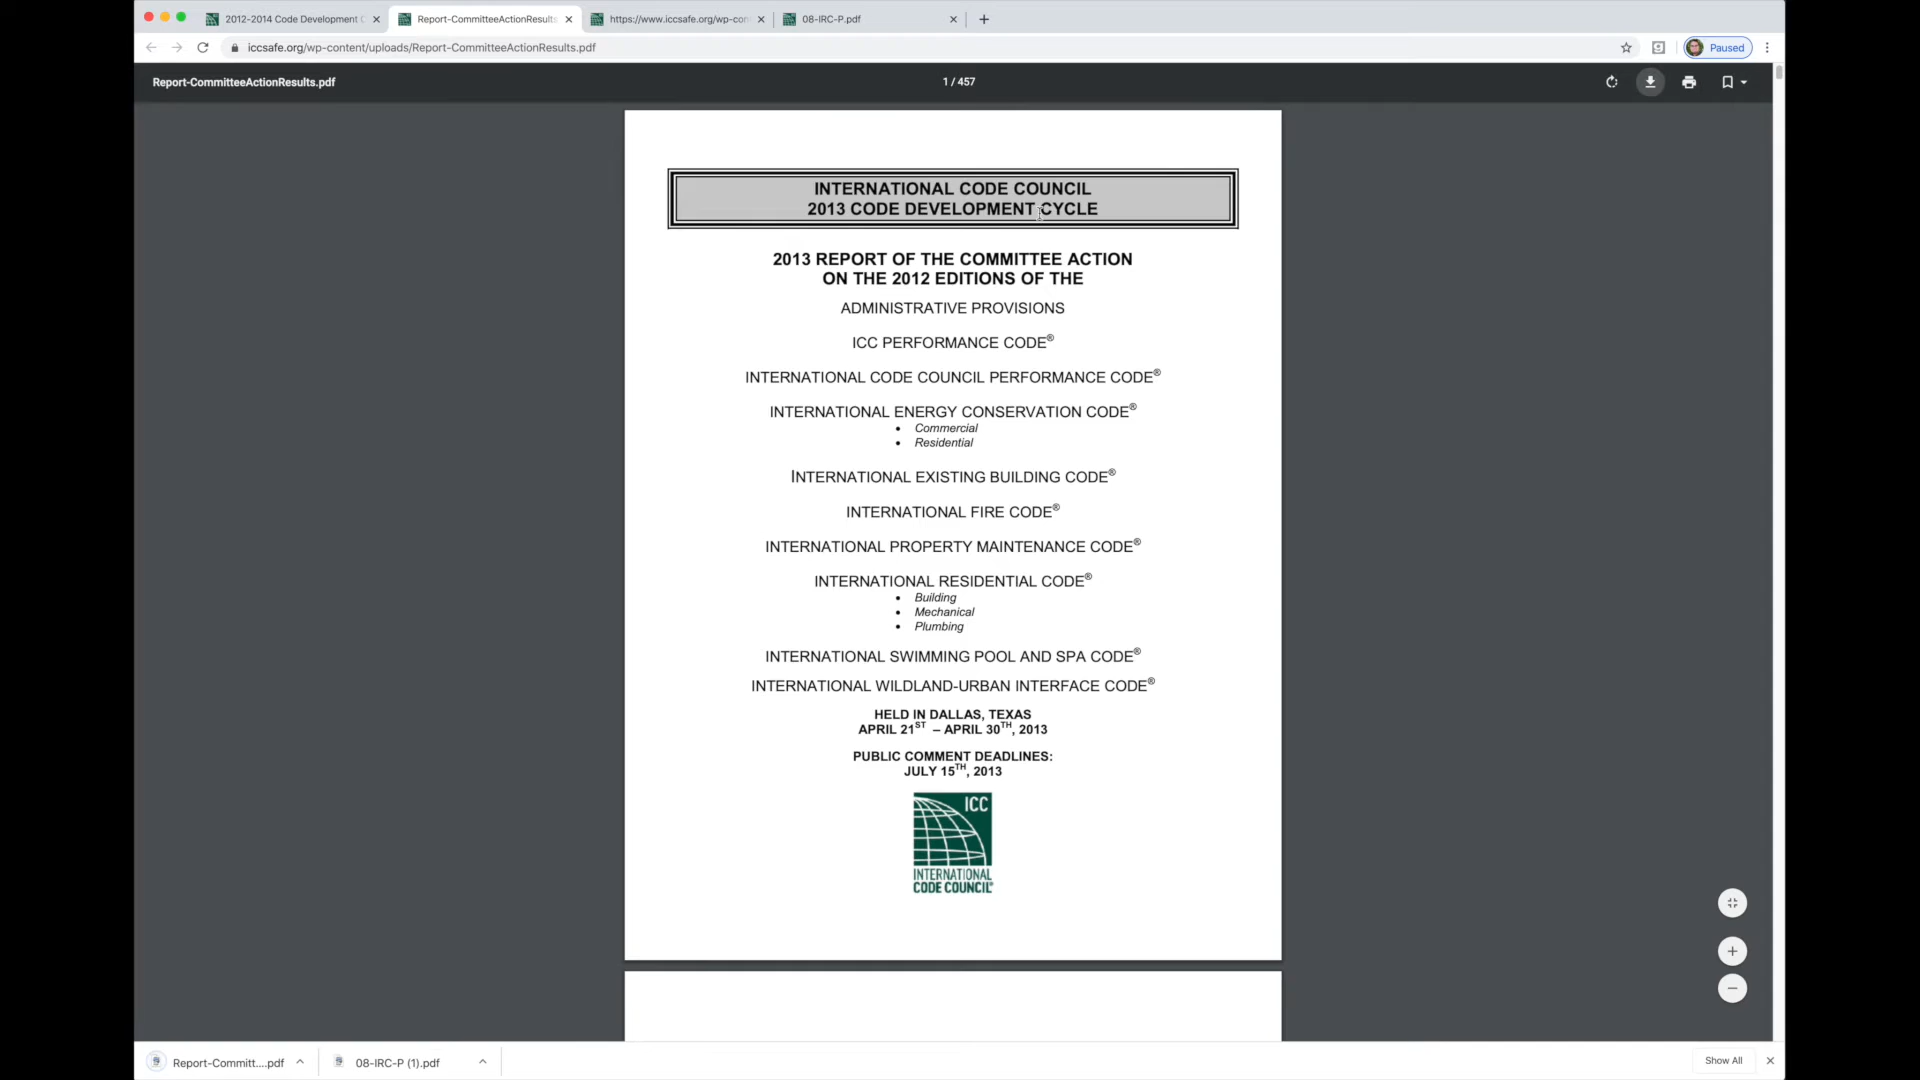 2012-2014 Code Development C
Report-CommitteeActionResults
https://www.iccsafe.org/wp-con
08-IRC-P.pdf
iccsafe.org/wp-content/uploads/Report-CommitteeActionResults.pdf
Paused
Report-CommitteeActionResults.pdf
1 / 457
INTERNATIONAL CODE COUNCIL
2013 CODE DEVELOPMENT CYCLE
2013 REPORT OF THE COMMITTEE ACTION
ON THE 2012 EDITIONS OF THE
ADMINISTRATIVE PROVISIONS
ICC PERFORMANCE CODE®
INTERNATIONAL CODE COUNCIL PERFORMANCE CODE®
INTERNATIONAL ENERGY CONSERVATION CODE®
• Commercial
• Residential
INTERNATIONAL EXISTING BUILDING CODE®
INTERNATIONAL FIRE CODE®
INTERNATIONAL PROPERTY MAINTENANCE CODE®
INTERNATIONAL RESIDENTIAL CODE®
• Building
• Mechanical
• Plumbing
INTERNATIONAL SWIMMING POOL AND SPA CODE®
INTERNATIONAL WILDLAND-URBAN INTERFACE CODE®
HELD IN DALLAS, TEXAS
APRIL 21ST – APRIL 30TH, 2013
PUBLIC COMMENT DEADLINES:
JULY 15TH, 2013
ICC
INTERNATIONAL
CODE COUNCIL®
Report-Committ....pdf
08-IRC-P (1).pdf
Show All